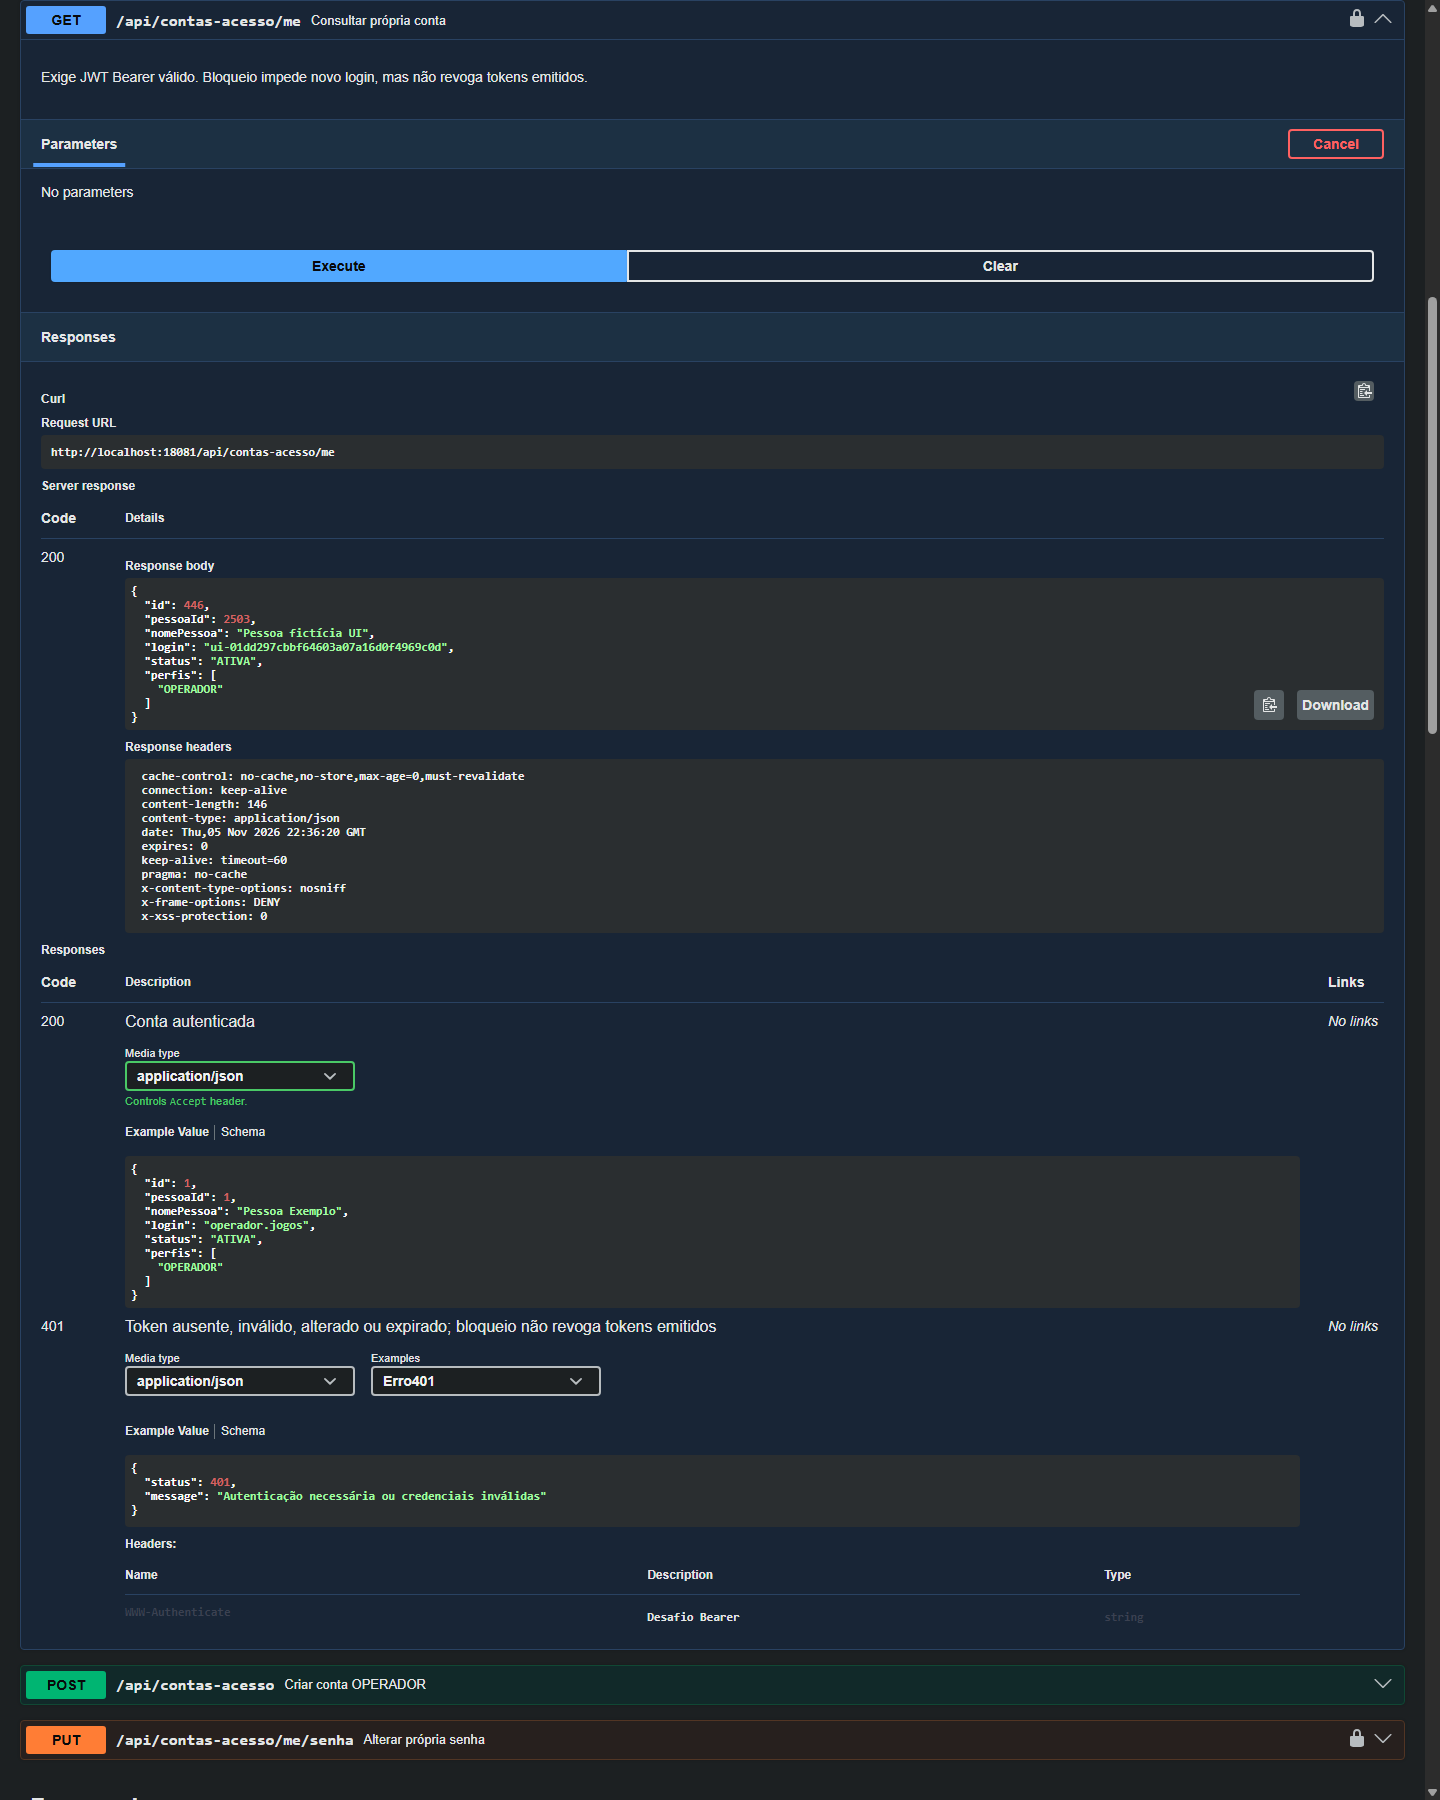 GET /api/contas-acesso/me Consultar própria conta
Exige JWT Bearer válido. Bloqueio impede novo login, mas não revoga tokens emitidos.
Parameters Cancel
No parameters
Execute Clear
Responses
Curl
Request URL
http://localhost:18081/api/contas-acesso/me
Server response
Code Details
200
Response body
{
"id": 446,
"pessoaId": 2503,
"nomePessoa": "Pessoa fictícia UI",
"login": "ui-01dd297cbbf64603a07a16d0f4969c0d",
"status": "ATIVA",
"perfis": [
"OPERADOR"
]
}
Download
Response headers
cache-control: no-cache,no-store,max-age=0,must-revalidate
connection: keep-alive
content-length: 146
content-type: application/json
date: Thu,05 Nov 2026 22:36:20 GMT
expires: 0
keep-alive: timeout=60
pragma: no-cache
x-content-type-options: nosniff
x-frame-options: DENY
x-xss-protection: 0
Responses
Code Description Links
200 Conta autenticada No links
Media type
application/json
Controls Accept header.
Example Value Schema
{
"id": 1,
"pessoaId": 1,
"nomePessoa": "Pessoa Exemplo",
"login": "operador.jogos",
"status": "ATIVA",
"perfis": [
"OPERADOR"
]
}
401 Token ausente, inválido, alterado ou expirado; bloqueio não revoga tokens emitidos No links
Media type Examples
application/json Erro401
Example Value Schema
{
"status": 401,
"message": "Autenticação necessária ou credenciais inválidas"
}
Headers:
Name Description Type
WWW-Authenticate Desafio Bearer string
POST /api/contas-acesso Criar conta OPERADOR
PUT /api/contas-acesso/me/senha Alterar própria senha